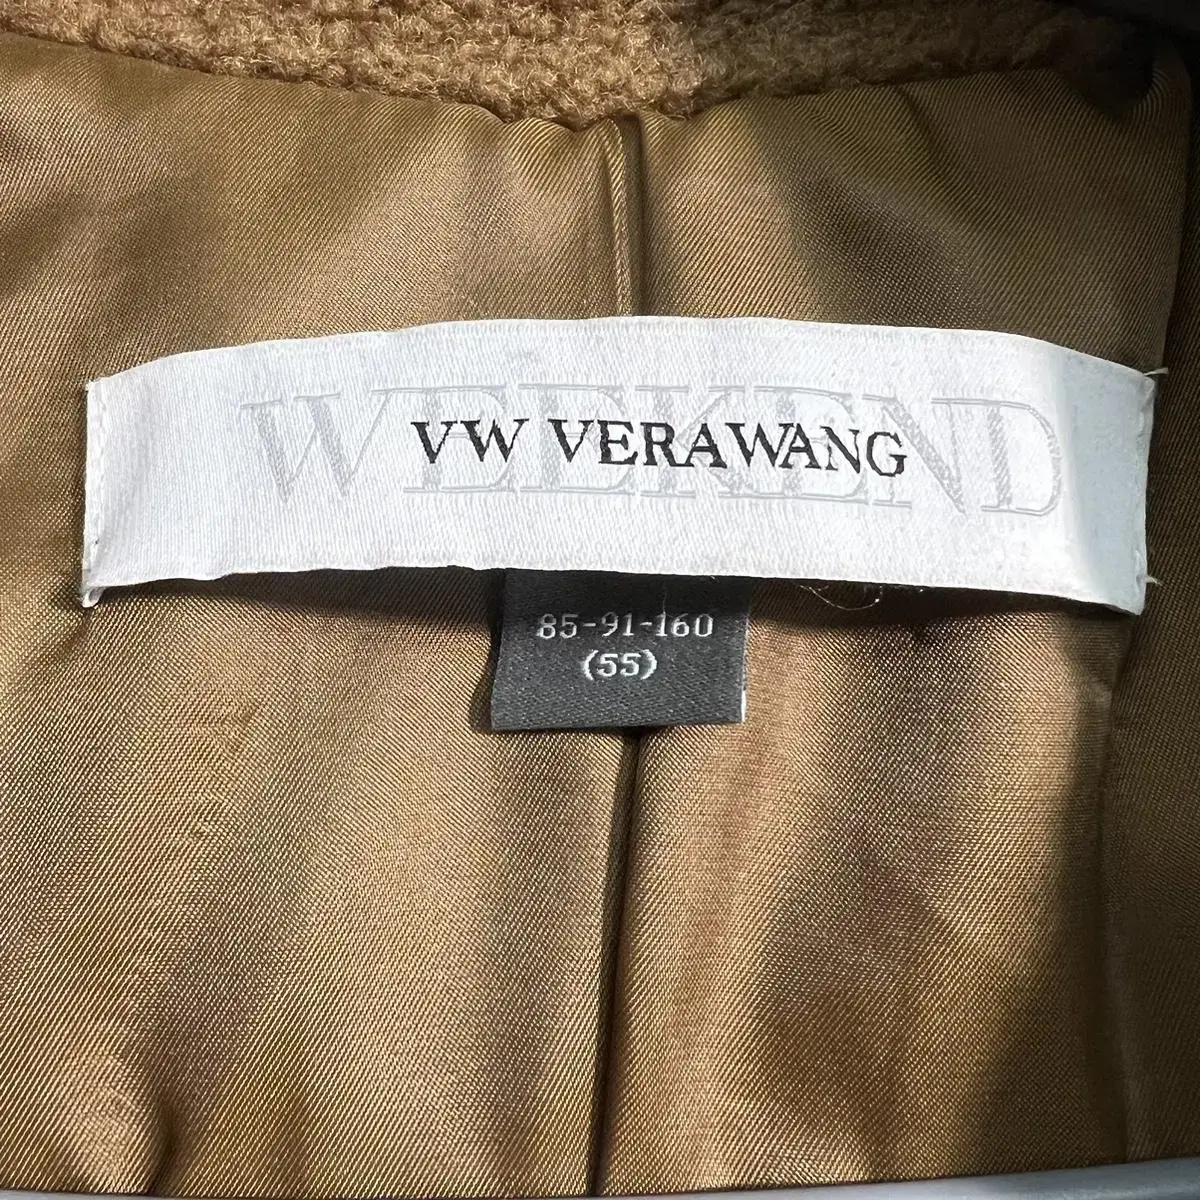 WEEKEND
VW VERAWANG
85-91-160
(55)